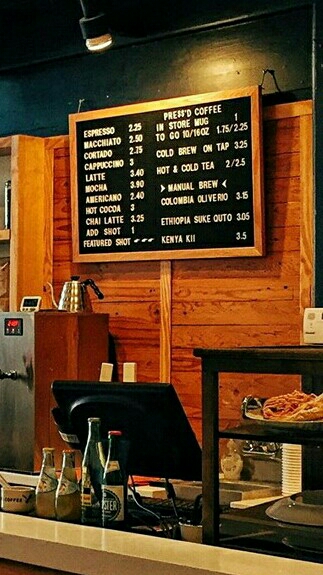 ESPRESSO 2.25
MACCHIATO 2.50
CORTADO 2.75
CAPPUCCINO 3
LATTE 3.40
MOCHA 3.90
AMERICANO 2.40
HOT COCOA 3
CHAI LATTE 3.25
ADD SHOT 1
FEATURED SHOT
PRESS'D COFFEE
IN STORE MUG 1
TO GO 10/16OZ 1.75/2.25
COLD BREW ON TAP 3.25
HOT & COLD TEA 2/2.5
MANUAL BREW
COLOMBIA OLIVERIO 3.15
ETHIOPIA SUKE QUTO 3.05
KENYA KII 3.5
COFFEE